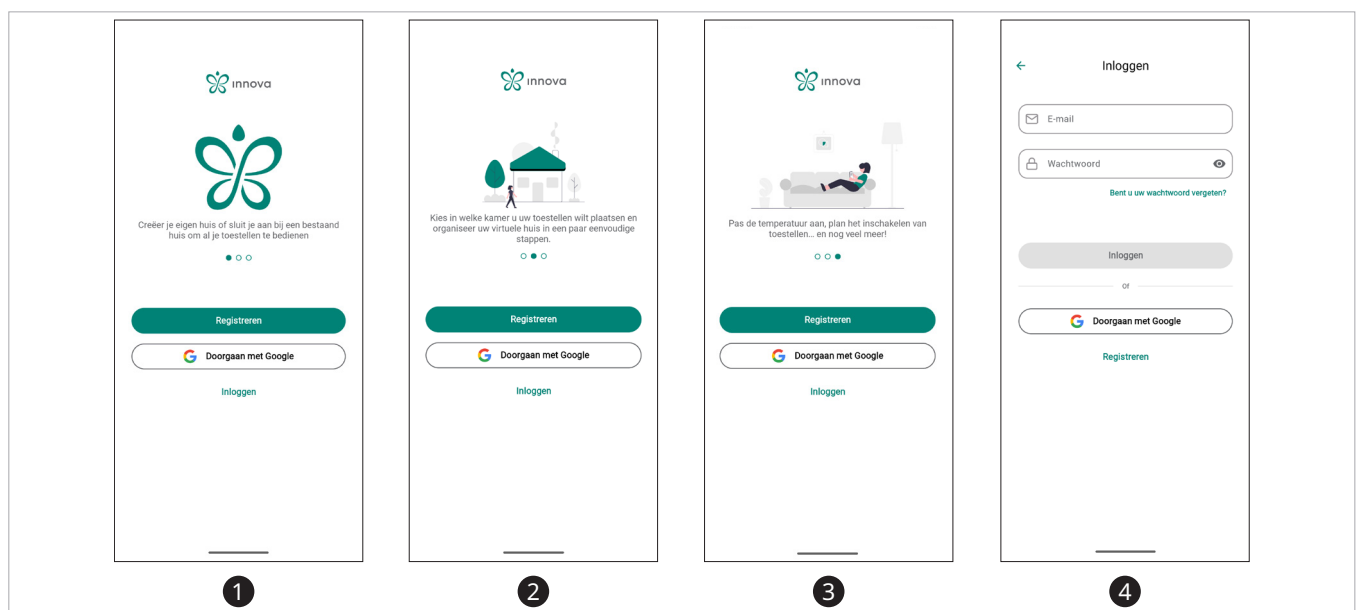 innova
Creëer je eigen huis of sluit je aan bij een bestaand
huis om al je toestellen te bedienen
Registreren
Doorgaan met Google
Inloggen
1
innova
Kies in welke kamer u uw toestellen wilt plaatsen en
organiseer uw virtuele huis in een paar eenvoudige
stappen.
Registreren
Doorgaan met Google
Inloggen
2
innova
Pas de temperatuur aan, plan het inschakelen van
toestellen... en nog veel meer!
Registreren
Doorgaan met Google
Inloggen
3
Inloggen
E-mail
Wachtwoord
Bent u uw wachtwoord vergeten?
Inloggen
or
Doorgaan met Google
Registreren
4